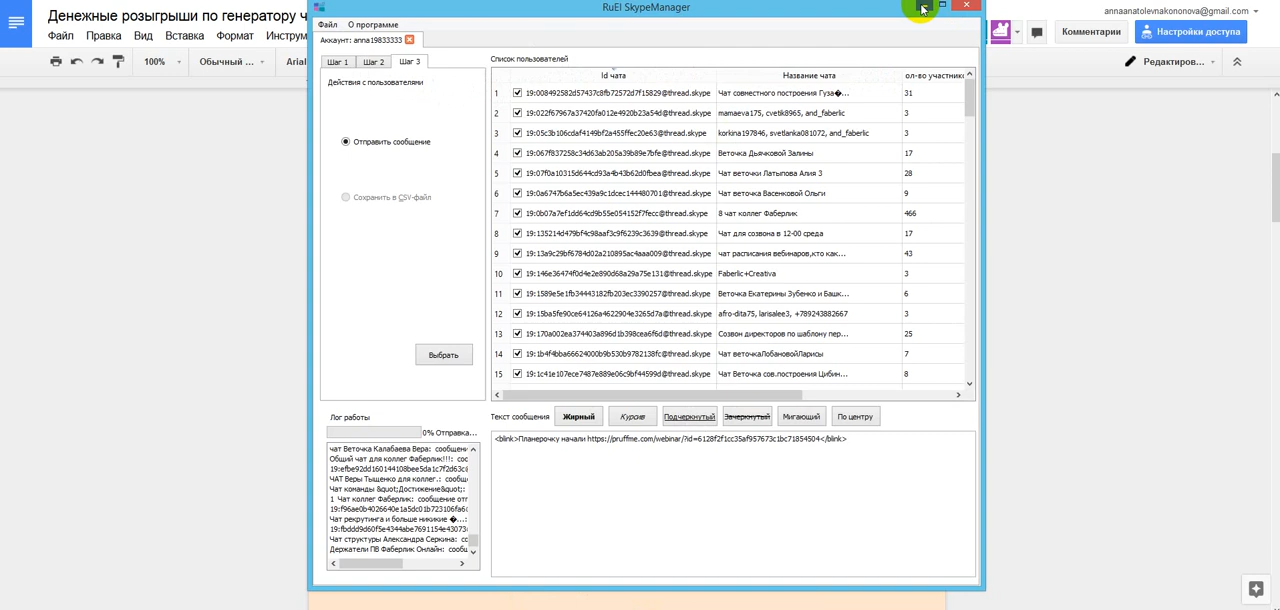 Денежные розыгрыши по генератору ч
annaanatolevnakononova@gmail.com
Файл Правка Вид Вставка Формат Инструм
Комментарии
Настройки доступа
100% Обычный ... Arial
Редактиров...
RuEl SkypeManager
Файл О программе
Аккаунт: anna19833333
Шаг 1 Шаг 2 Шаг 3
Действия с пользователями
Отправить сообщение
Сохранить в CSV-файл
Выбрать
Список пользователей
Id чата Название чата ол-во участнико
1 19:008492582d57437c8fb72572d7f15829@thread.skype Чат совнестного построения Гуза�... 31
2 19:022f67967a37420fa012e4920b23a54d@thread.skype mamaeva175, cvetik8965, and_faberlic 3
3 19:05c3b106cdaf4149bf2a455ffec20e63@thread.skype korkina197846, svetlanka081072, and_faberlic 3
4 19:067f837258c34d63ab205a39b89e7bfe@thread.skype Веточка Дьячковой Залины 17
5 19:07f0a10315d644cd93a4b43b62d0fbea@thread.skype Чат веточки Латыпова Алия 3 28
6 19:0a6747b6a5ec439a9c1dcec144480701@thread.skype Чат веточка Васенковой Ольги 9
7 19:0b07a7ef1dd64cd9b55e054152f7fecc@thread.skype 8 чат коллег Фаберлик 466
8 19:135214d479bf4c98aaf3c9f6239c3639@thread.skype Чат для созвона в 12-00 среда 17
9 19:13a9c29bf6784d02a210895ac4aaa009@thread.skype чат расписания вебинаров,кто как... 43
10 19:146e36474f0d4e2e890d68a29a75e131@thread.skype Faberlic+Creativa 3
11 19:1589e5e1fb34443182fb203ec3390257@thread.skype Веточка Екатерины Зубенко и Башк... 6
12 19:15ba5fe90ce64126a4622904e3265d7a@thread.skype afro-dita75, larisalee3, +789243882667 3
13 19:170a002ea374403a896d1b398cea6f6d@thread.skype Созвон директоров по шаблону пер... 25
14 19:1b4f4bba66624000b9b530b9782138fc@thread.skype Чат веточкаЛобановойЛарисы 7
15 19:1c41e107ece7487e889e06c9bf44599d@thread.skype Чат Веточка сов.построения Цибин... 8
Лог работы
0% Отправка...
чат Веточка Калабаева Вера: сообщени
Общий чат для коллег Фаберлик!!!: соо
19:efbe92dd160144108bee5da1c7f2d63c
ЧАТ Веры Тыщенко для коллег.: сообщ
Чат команды &quot;Достижение&quot;:
1 Чат коллег Фаберлик: сообщение отп
19:f96ae0b4026640e1a5dc01b723106fa6
Чат рекрутинга и больше никикие �...:
19:fbddd9d60f5e4344abe7691154e43073
Чат структуры Александра Серкина: со
Держатели ПВ Фаберлик Онлайн: сообщ
Текст сообщения Жирный Курсив Подчеркнутый Зачеркнутый Мигающий По центру
<blink>Планерочку начали https://pruffme.com/webinar/?id=6128f2f1cc35af957673c1bc71854504</blink>